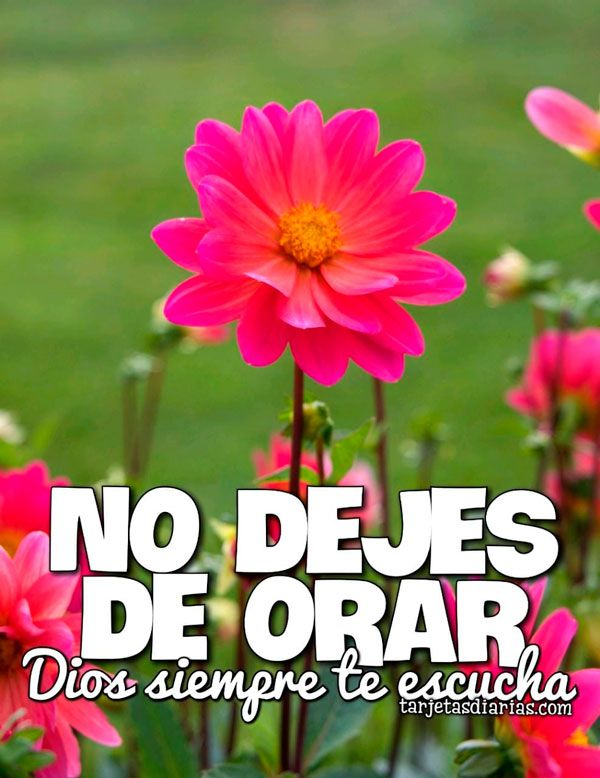 NO DEJES
DE ORAR
Dios siempre te escucha
tarjetasdiarias.com